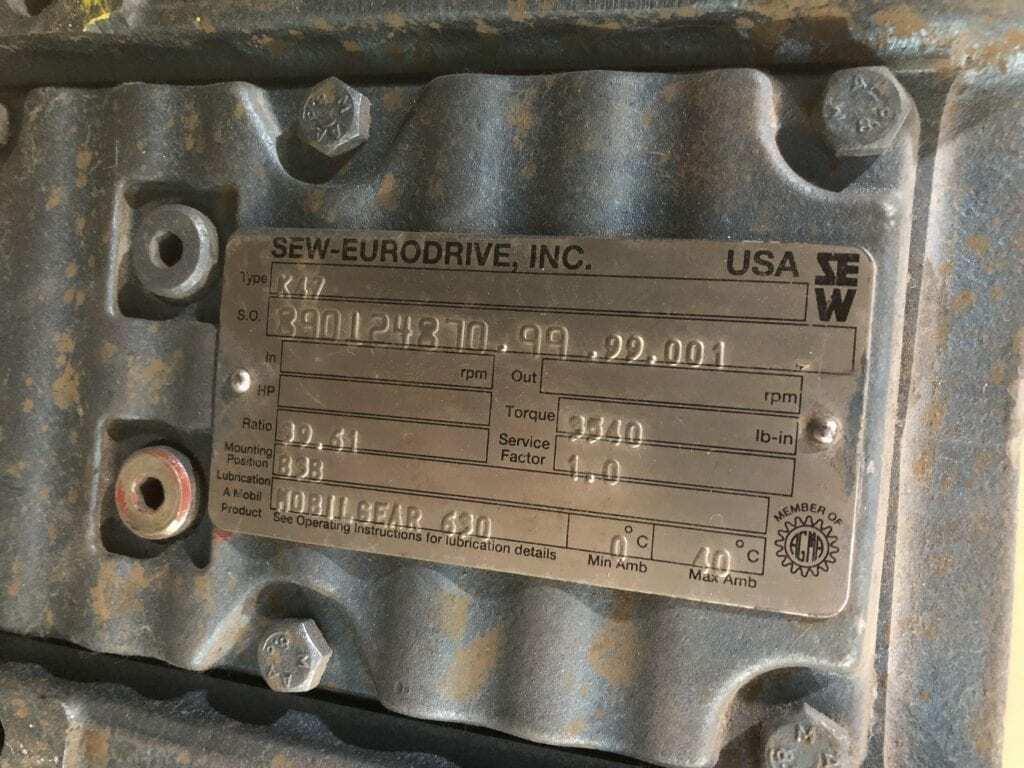 SEW-EURODRIVE, INC. USA SEW
Type K47
S.O. 890124870.99.99.001
In rpm Out rpm
HP Torque 3540 lb-in
Ratio 39.61 Service Factor 1.0
Mounting Position B3B
Lubrication
A Mobil Product MOBILGEAR 630 0°C 40°C
See Operating Instructions for lubrication details Min Amb Max Amb
MEMBER OF
AGMA